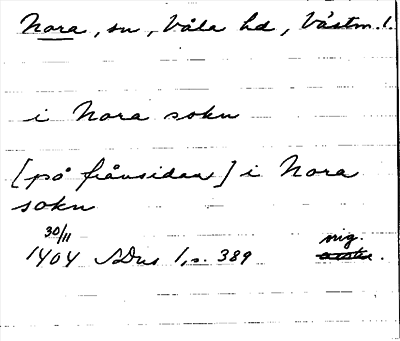 Nora, sn, Våla hd, Västm. l.
i Nora sokn
[på frånsidan] i Nora
sokn
30/11
1404 SDns 1, s. 389 orig.